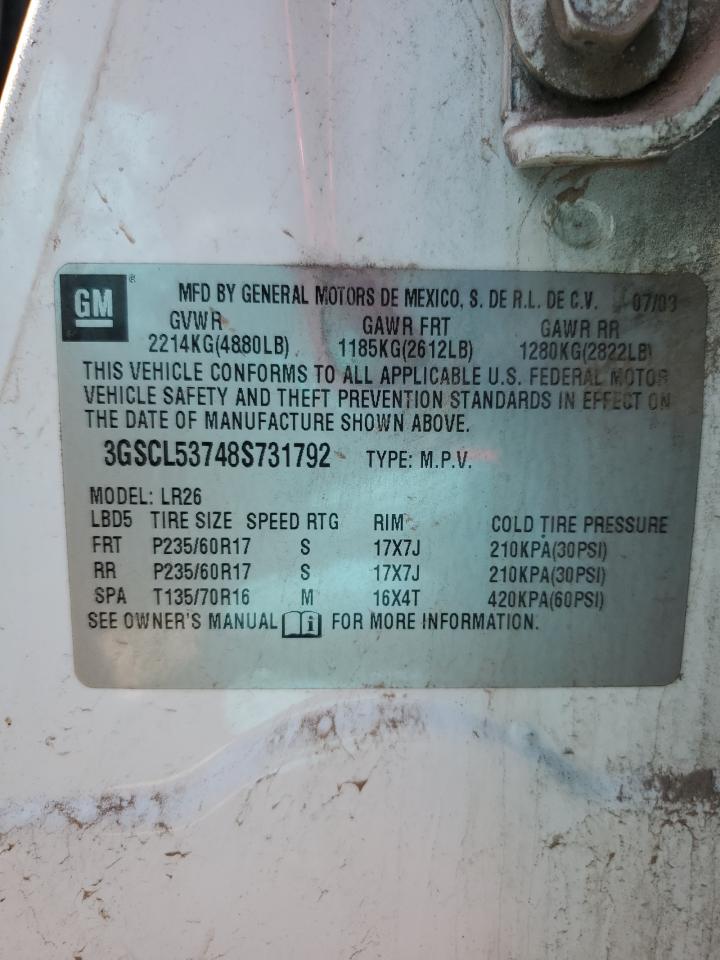 GM ® MFD BY GENERAL MOTORS DE MEXICO, S. DE R.L. DE C.V. 07/08
GVWR GAWR FRT GAWR RR
2214KG(4880LB) 1185KG(2612LB) 1280KG(2822LB)
THIS VEHICLE CONFORMS TO ALL APPLICABLE U.S. FEDERAL MOTOR
VEHICLE SAFETY AND THEFT PREVENTION STANDARDS IN EFFECT ON
THE DATE OF MANUFACTURE SHOWN ABOVE.
3GSCL53748S731792 TYPE: M.P.V.
MODEL: LR26
LBD5 TIRE SIZE SPEED RTG RIM COLD TIRE PRESSURE
FRT P235/60R17 S 17X7J 210KPA(30PSI)
RR P235/60R17 S 17X7J 210KPA(30PSI)
SPA T135/70R16 M 16X4T 420KPA(60PSI)
SEE OWNER'S MANUAL i FOR MORE INFORMATION.